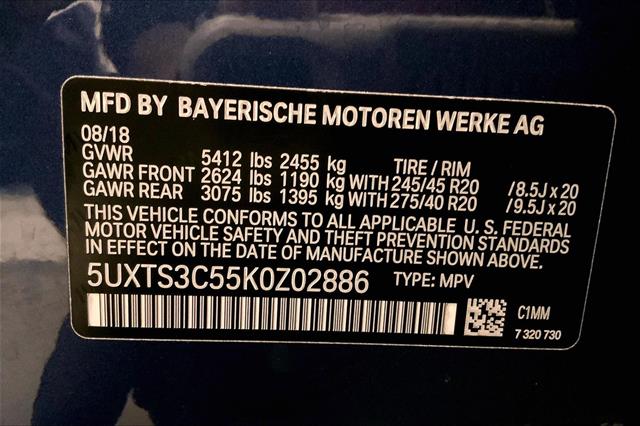 MFD BY BAYERISCHE MOTOREN WERKE AG
08/18
GVWR 5412 lbs 2455 kg TIRE / RIM
GAWR FRONT 2624 lbs 1190 kg WITH 245/45 R20 /8.5J x 20
GAWR REAR 3075 lbs 1395 kg WITH 275/40 R20 /9.5J x 20
THIS VEHICLE CONFORMS TO ALL APPLICABLE U. S. FEDERAL
MOTOR VEHICLE SAFETY AND THEFT PREVENTION STANDARDS
IN EFFECT ON THE DATE OF MANUFACTURE SHOWN ABOVE.
5UXTS3C55K0Z02886 TYPE: MPV
C1MM
7 320 730